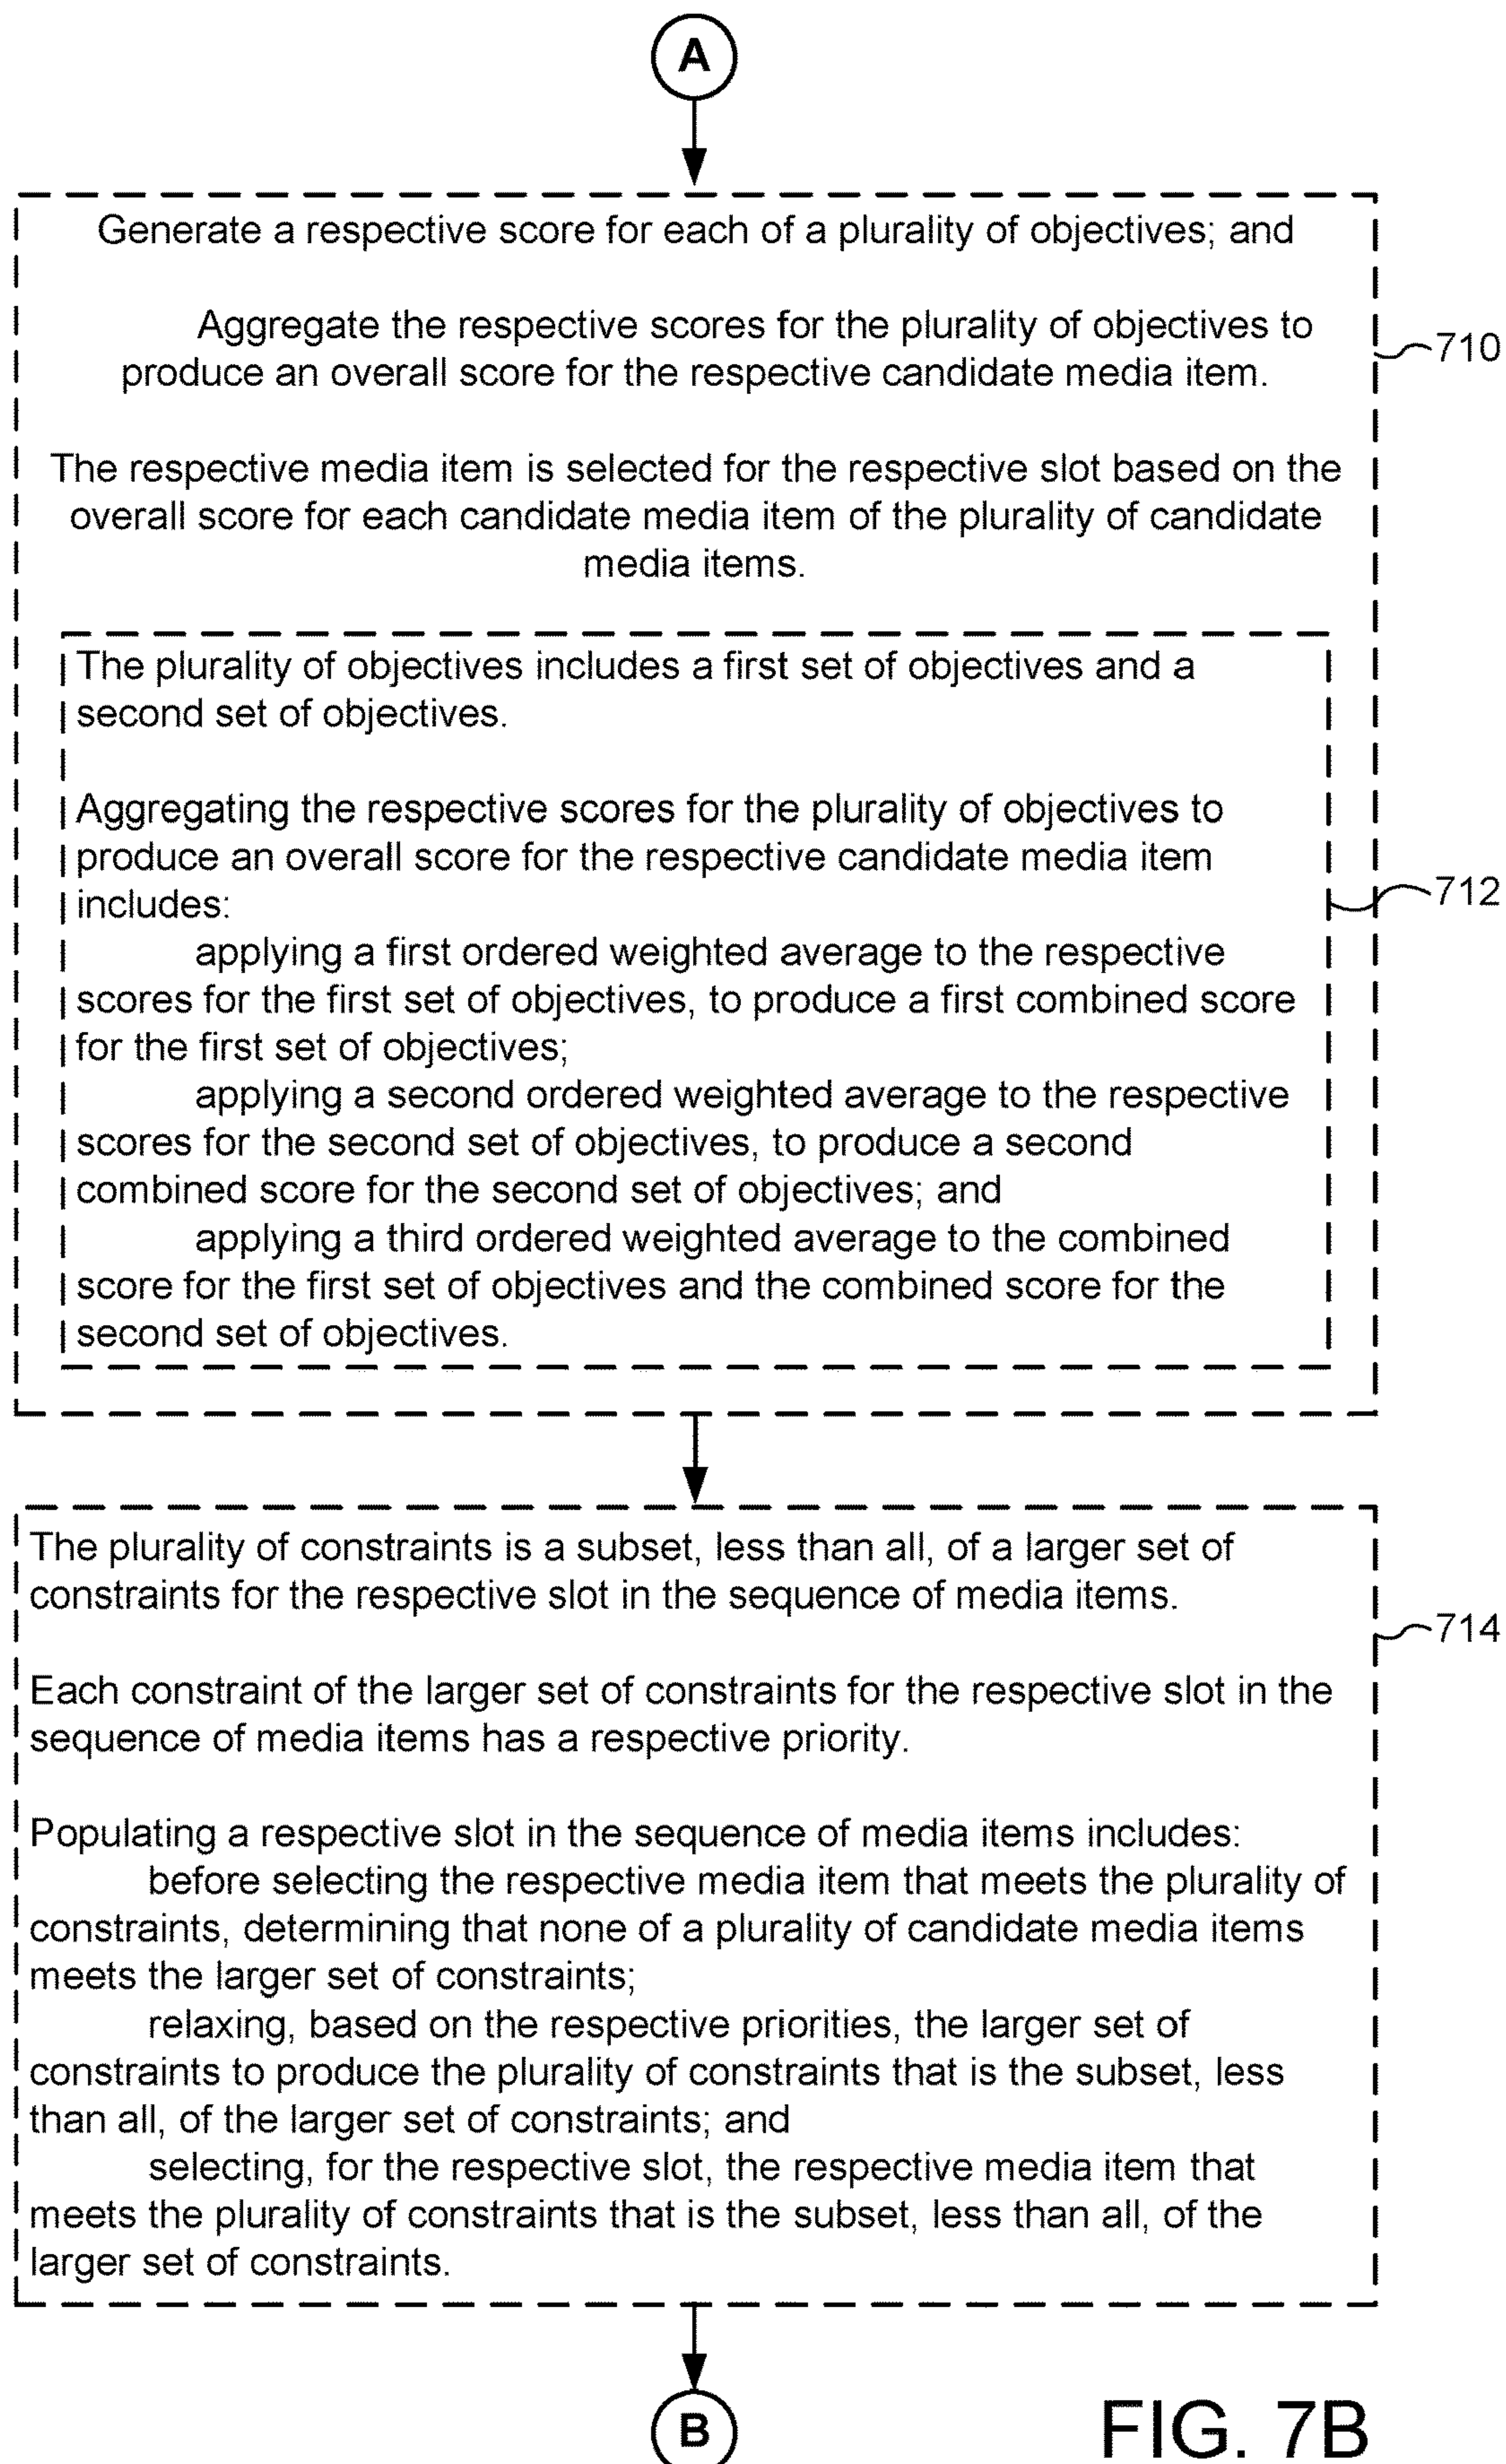 A
Generate a respective score for each of a plurality of objectives; and
Aggregate the respective scores for the plurality of objectives to
produce an overall score for the respective candidate media item.
710
The respective media item is selected for the respective slot based on the
overall score for each candidate media item of the plurality of candidate
media items.
The plurality of objectives includes a first set of objectives and a
second set of objectives.
Aggregating the respective scores for the plurality of objectives to
produce an overall score for the respective candidate media item
includes:
712
applying a first ordered weighted average to the respective
scores for the first set of objectives, to produce a first combined score
for the first set of objectives;
applying a second ordered weighted average to the respective
scores for the second set of objectives, to produce a second
combined score for the second set of objectives; and
applying a third ordered weighted average to the combined
score for the first set of objectives and the combined score for the
second set of objectives.
The plurality of constraints is a subset, less than all, of a larger set of
constraints for the respective slot in the sequence of media items.
714
Each constraint of the larger set of constraints for the respective slot in the
sequence of media items has a respective priority.
Populating a respective slot in the sequence of media items includes:
before selecting the respective media item that meets the plurality of
constraints, determining that none of a plurality of candidate media items
meets the larger set of constraints;
relaxing, based on the respective priorities, the larger set of
constraints to produce the plurality of constraints that is the subset, less
than all, of the larger set of constraints; and
selecting, for the respective slot, the respective media item that
meets the plurality of constraints that is the subset, less than all, of the
larger set of constraints.
B
FIG. 7B